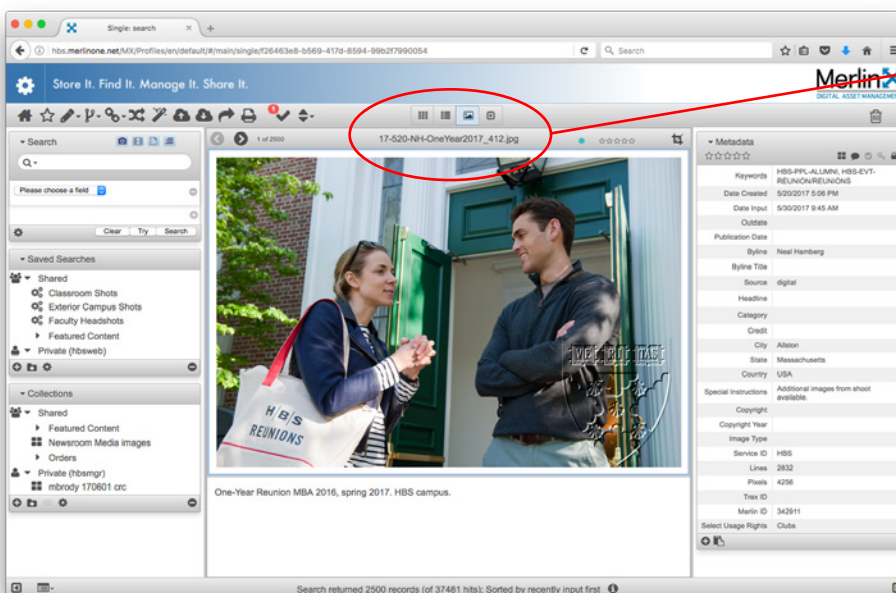 Single: search
hbs.merlinone.net/MX/Profiles/en/default/#/main/single/f26463e8-b569-417d-8594-99b2f7990054
Search
Store It. Find It. Manage It. Share It.
Merlin
DIGITAL ASSET MANAGEMENT
1
1 of 2500
17-520-NH-OneYear2017_412.jpg
Search
Please choose a field
Clear Try Search
Saved Searches
Shared
Classroom Shots
Exterior Campus Shots
Faculty Headshots
Featured Content
Private (hbsweb)
Collections
Shared
Featured Content
Newsroom Media images
Orders
Private (hbsmgr)
mbrody 170601 crc
HBS
REUNIONS
VE RI TAS
One-Year Reunion MBA 2016, spring 2017. HBS campus.
Metadata
Keywords HBS-PPL-ALUMNI, HBS-EVT-
REUNION/REUNIONS
Date Created 5/20/2017 5:06 PM
Date Input 5/30/2017 9:45 AM
Outdate
Publication Date
Byline Neal Hamberg
Byline Title
Source digital
Headline
Category
Credit
City Allston
State Massachusetts
Country USA
Special Instructions Additional images from shoot
available.
Copyright
Copyright Year
Image Type
Service ID HBS
Lines 2832
Pixels 4256
Trax ID
Merlin ID 342911
Select Usage Rights Clubs
Search returned 2500 records (of 37481 hits); Sorted by recently input first